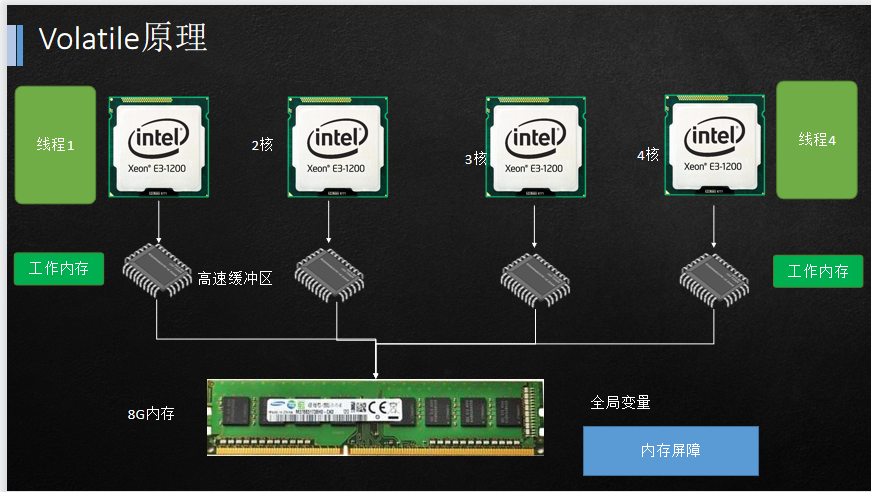 Volatile原理
线程1
intel
Xeon® E3-1200
2核
intel
Xeon® E3-1200
3核
intel
Xeon® E3-1200
4核
intel
Xeon® E3-1200
线程4
工作内存
高速缓冲区
工作内存
8G内存
全局变量
内存屏障